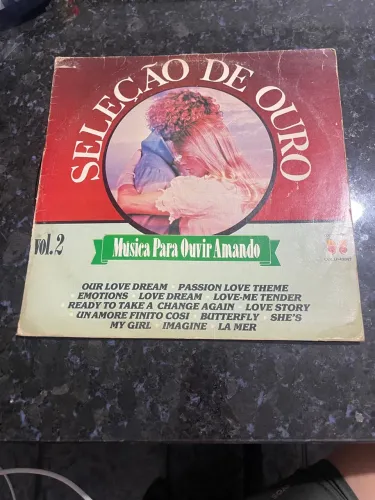 SELEÇÃO DE OURO
vol.2
Musica Para Ouvir Amando
OUR LOVE DREAM PASSION LOVE THEME
EMOTIONS LOVE DREAM LOVE-ME TENDER
READY TO TAKE A CHANGE AGAIN LOVE STORY
UN AMORE FINITO COSI BUTTERFLY SHE'S
MY GIRL IMAGINE LA MER